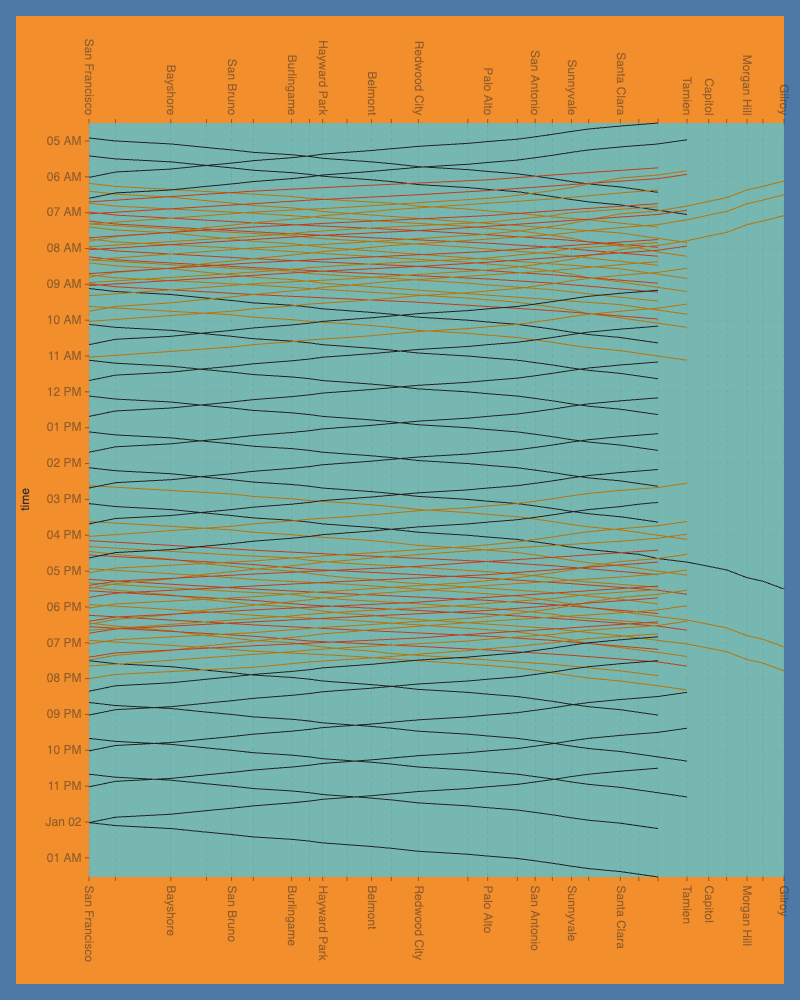 San Francisco
Bayshore
San Bruno
Burlingame
Hayward Park
Belmont
Redwood City
Palo Alto
San Antonio
Sunnyvale
Santa Clara
Tamien
Capitol
Morgan Hill
Gilroy
time
05 AM
06 AM
07 AM
08 AM
09 AM
10 AM
11 AM
12 PM
01 PM
02 PM
03 PM
04 PM
05 PM
06 PM
07 PM
08 PM
09 PM
10 PM
11 PM
Jan 02
01 AM
San Francisco
Bayshore
San Bruno
Burlingame
Hayward Park
Belmont
Redwood City
Palo Alto
San Antonio
Sunnyvale
Santa Clara
Tamien
Capitol
Morgan Hill
Gilroy